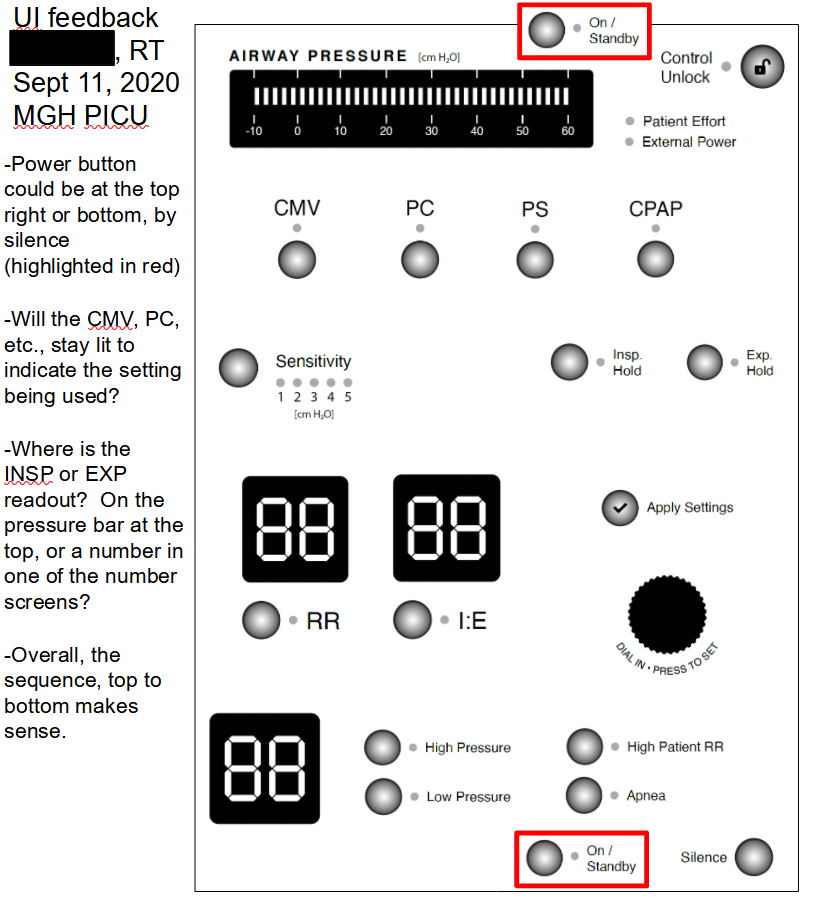 UI feedback
, RT
Sept 11, 2020
MGH PICU
-Power button
could be at the top
right or bottom, by
silence
(highlighted in red)
-Will the CMV, PC,
etc., stay lit to
indicate the setting
being used?
-Where is the
INSP or EXP
readout?  On the
pressure bar at the
top, or a number in
one of the number
screens?
-Overall, the
sequence, top to
bottom makes
sense.
On /
Standby
AIRWAY PRESSURE [cm H₂O]
Control
Unlock
-10 0 10 20 30 40 50 60
Patient Effort
External Power
CMV PC PS CPAP
Sensitivity
1 2 3 4 5
[cm H₂O]
Insp.
Hold
Exp.
Hold
88 88
Apply Settings
RR I:E
DIAL IN • PRESS TO SET
88
High Pressure High Patient RR
Low Pressure Apnea
On /
Standby
Silence